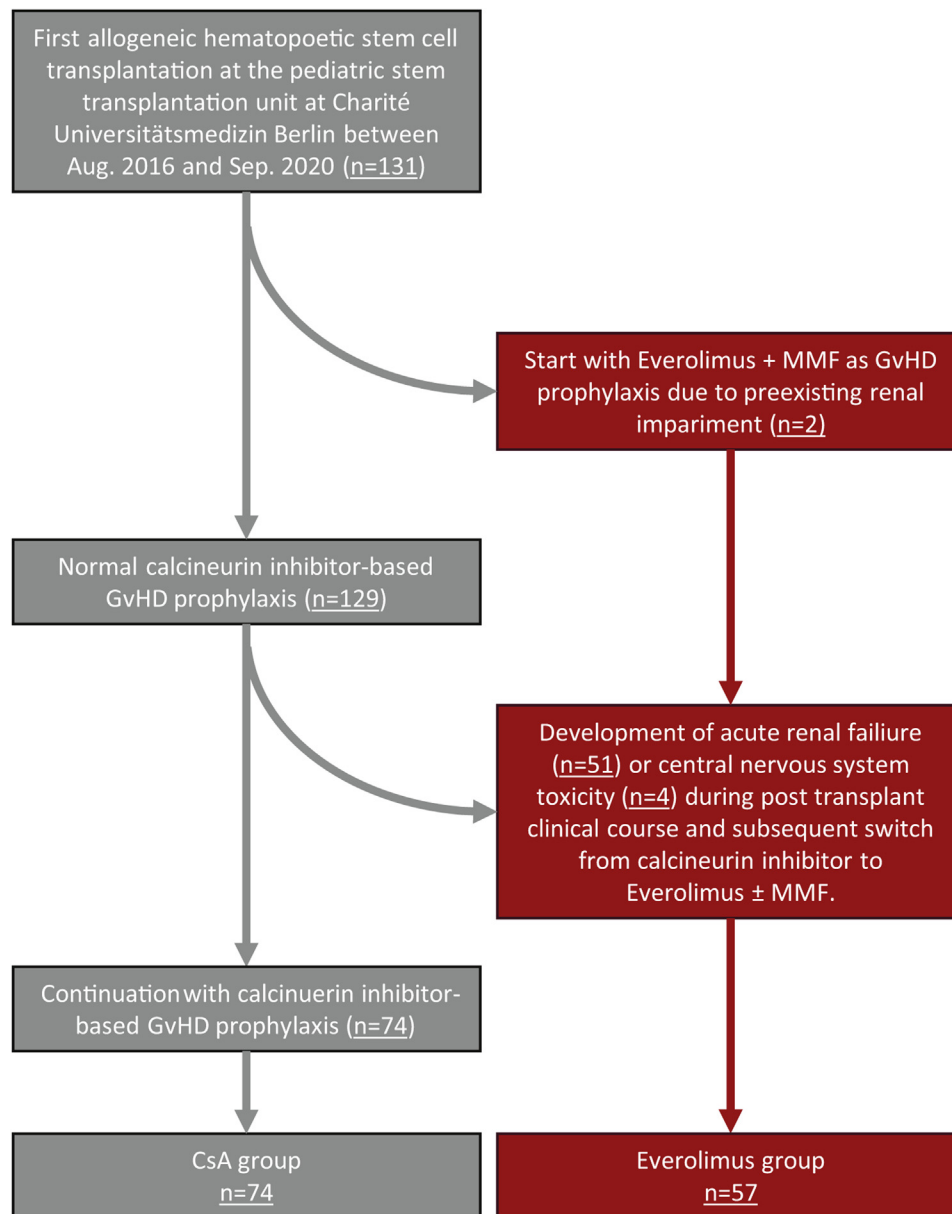 First allogeneic hematopoetic stem cell
transplantation at the pediatric stem
transplantation unit at Charité
Universitätsmedizin Berlin between
Aug. 2016 and Sep. 2020 (n=131)
Start with Everolimus + MMF as GvHD
prophylaxis due to preexisting renal
impariment (n=2)
Normal calcineurin inhibitor-based
GvHD prophylaxis (n=129)
Development of acute renal failiure
(n=51) or central nervous system
toxicity (n=4) during post transplant
clinical course and subsequent switch
from calcineurin inhibitor to
Everolimus ± MMF.
Continuation with calcinuerin inhibitor-
based GvHD prophylaxis (n=74)
CsA group
n=74
Everolimus group
n=57